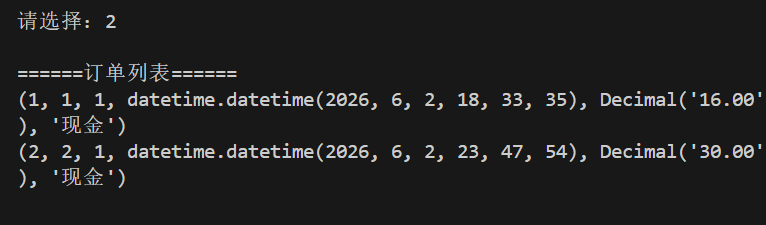 请选择：2
======订单列表======
(1, 1, 1, datetime.datetime(2026, 6, 2, 18, 33, 35), Decimal('16.00'
), '现金')
(2, 2, 1, datetime.datetime(2026, 6, 2, 23, 47, 54), Decimal('30.00'
), '现金')